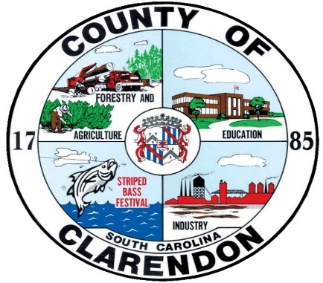 COUNTY OF
FORESTRY AND
AGRICULTURE
EDUCATION
17
85
STRIPED
BASS
FESTIVAL
INDUSTRY
SOUTH CAROLINA
CLARENDON